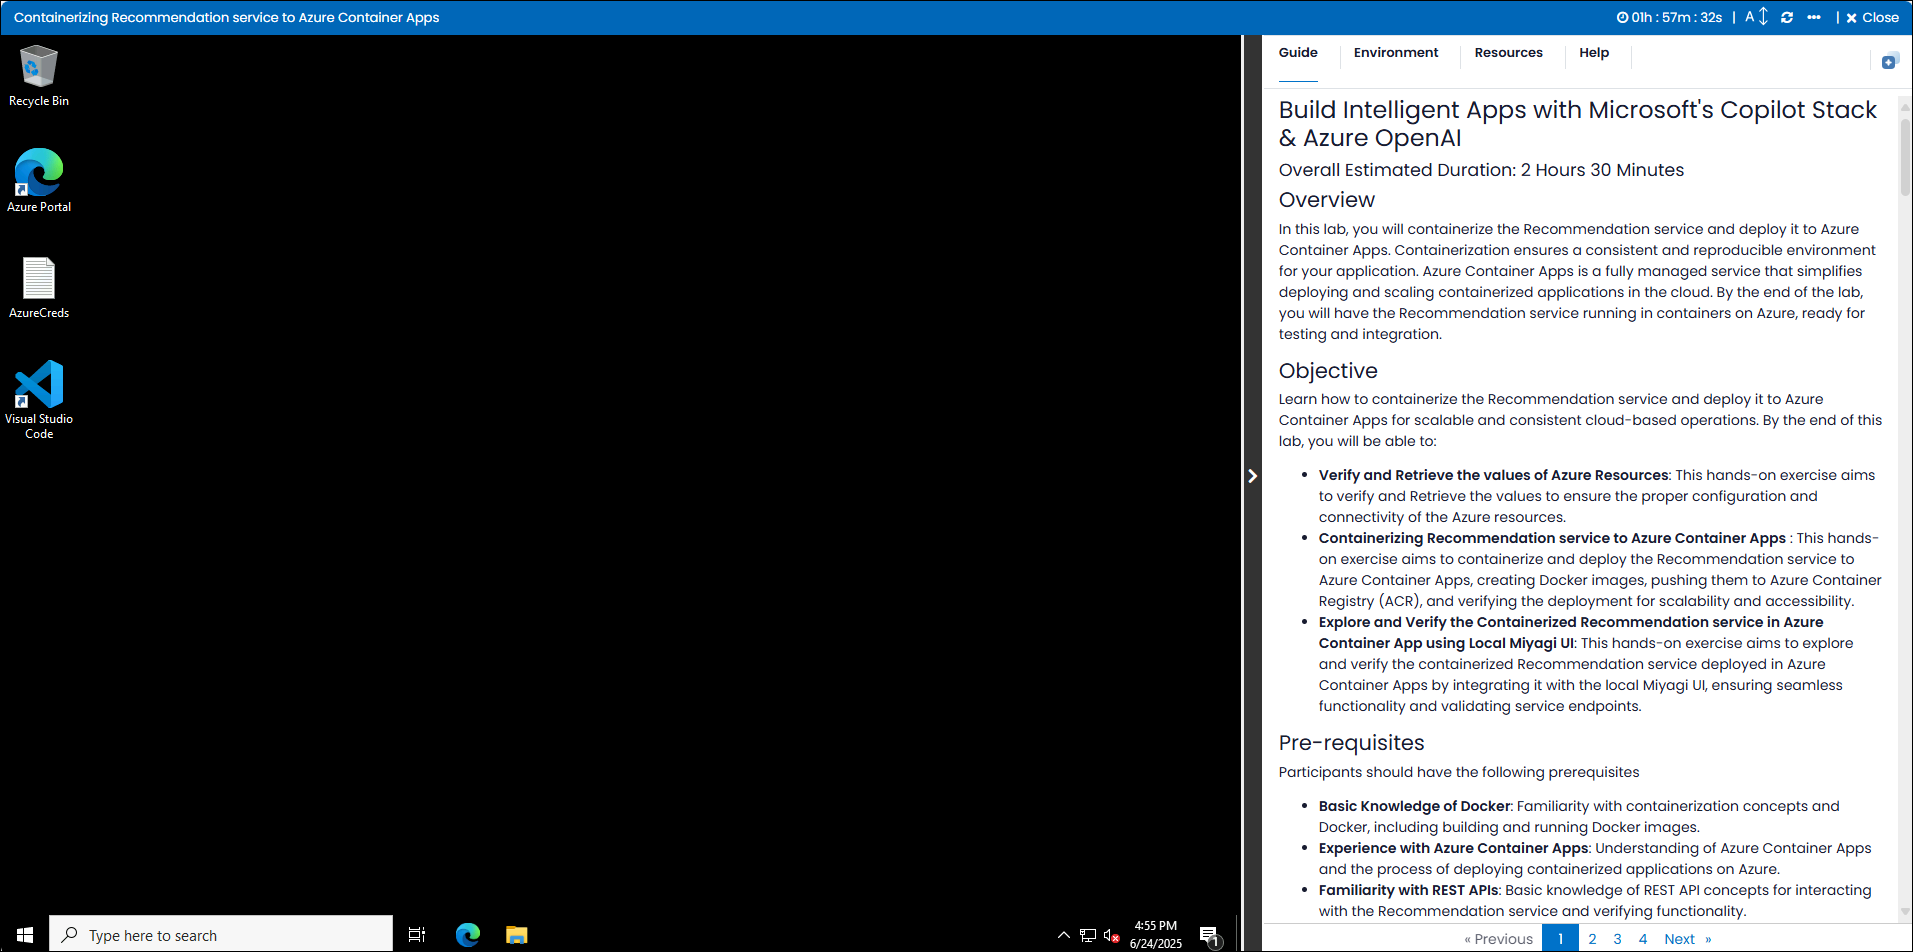 Containerizing Recommendation service to Azure Container Apps
01h : 57m : 32s | A | Close
Recycle Bin
Azure Portal
AzureCreds
Visual Studio
Code
Guide
Environment
Resources
Help
Build Intelligent Apps with Microsoft's Copilot Stack
& Azure OpenAI
Overall Estimated Duration: 2 Hours 30 Minutes
Overview
In this lab, you will containerize the Recommendation service and deploy it to Azure
Container Apps. Containerization ensures a consistent and reproducible environment
for your application. Azure Container Apps is a fully managed service that simplifies
deploying and scaling containerized applications in the cloud. By the end of the lab,
you will have the Recommendation service running in containers on Azure, ready for
testing and integration.
Objective
Learn how to containerize the Recommendation service and deploy it to Azure
Container Apps for scalable and consistent cloud-based operations. By the end of this
lab, you will be able to:
• Verify and Retrieve the values of Azure Resources: This hands-on exercise aims
to verify and Retrieve the values to ensure the proper configuration and
connectivity of the Azure resources.
• Containerizing Recommendation service to Azure Container Apps : This hands-
on exercise aims to containerize and deploy the Recommendation service to
Azure Container Apps, creating Docker images, pushing them to Azure Container
Registry (ACR), and verifying the deployment for scalability and accessibility.
• Explore and Verify the Containerized Recommendation service in Azure
Container App using Local Miyagi UI: This hands-on exercise aims to explore
and verify the containerized Recommendation service deployed in Azure
Container Apps by integrating it with the local Miyagi UI, ensuring seamless
functionality and validating service endpoints.
Pre-requisites
Participants should have the following prerequisites
• Basic Knowledge of Docker: Familiarity with containerization concepts and
Docker, including building and running Docker images.
• Experience with Azure Container Apps: Understanding of Azure Container Apps
and the process of deploying containerized applications on Azure.
• Familiarity with REST APIs: Basic knowledge of REST API concepts for interacting
with the Recommendation service and verifying functionality.
« Previous 1 2 3 4 Next »
Type here to search
4:55 PM
6/24/2025
1